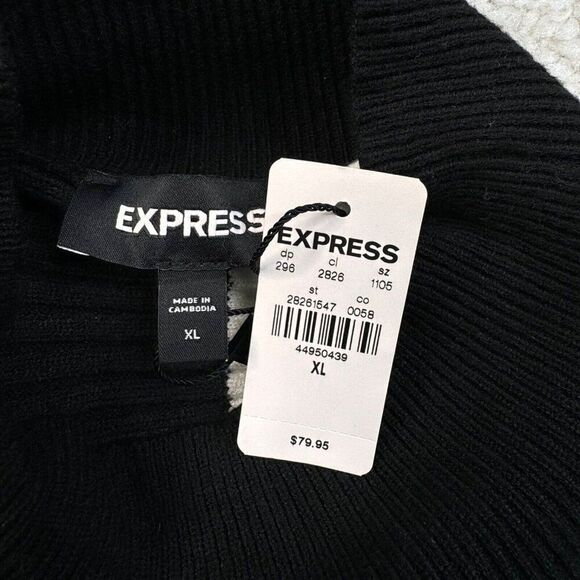 EXPRESS
MADE IN
CAMBODIA
XL
EXPRESS
dp cl sz
296 2826 1105
st co
28261547 0058
44950439
XL
$79.95